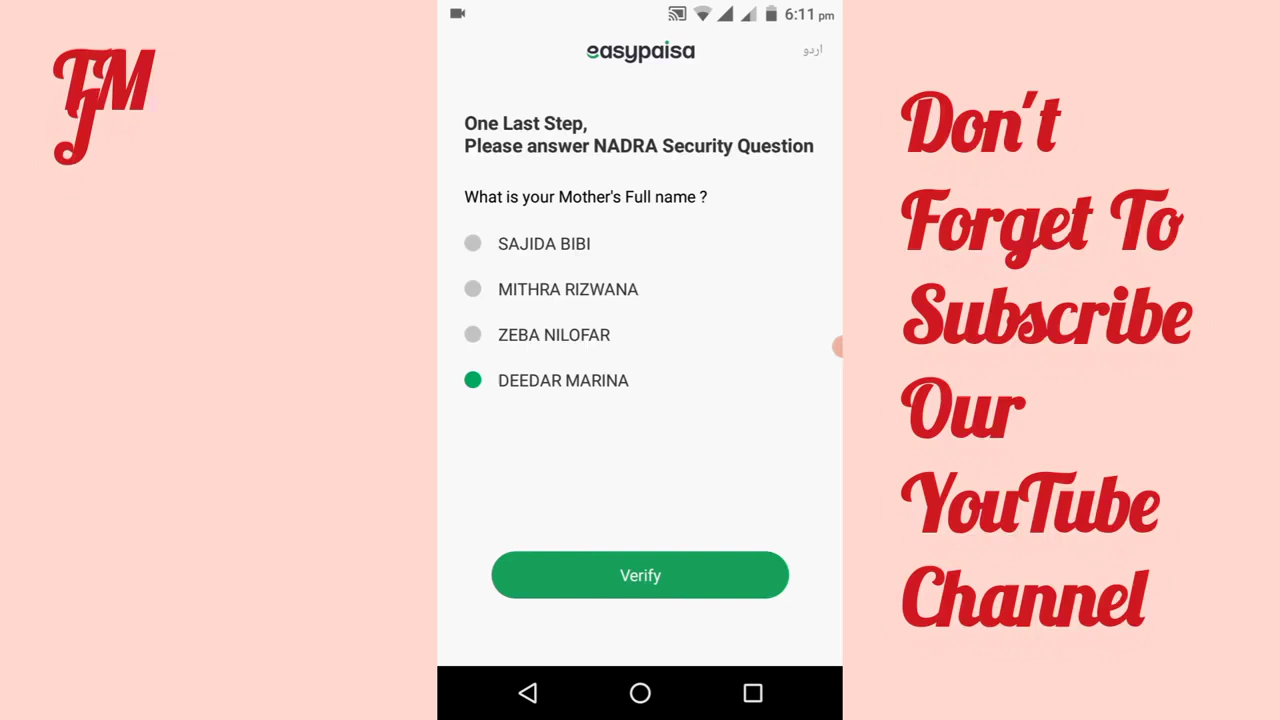 TJM
6:11 pm
easypaisa
اردو
One Last Step,
Please answer NADRA Security Question
What is your Mother's Full name ?
SAJIDA BIBI
MITHRA RIZWANA
ZEBA NILOFAR
DEEDAR MARINA
Verify
Don't
Forget To
Subscribe
Our
YouTube
Channel